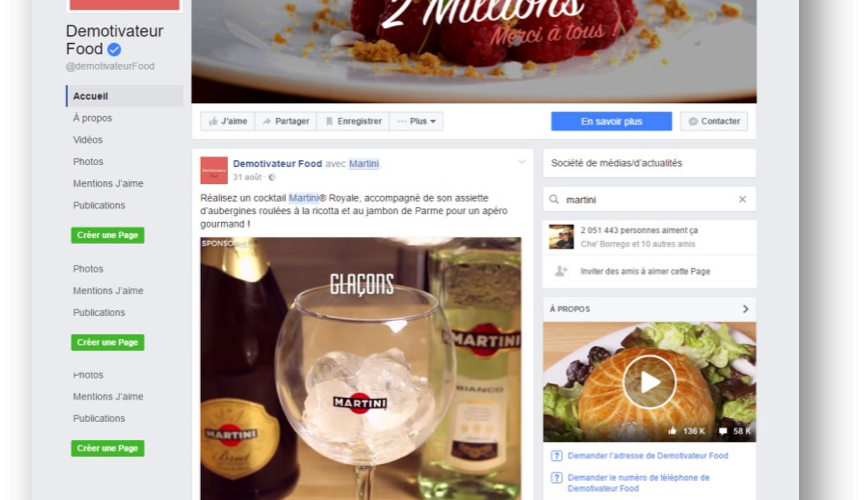 2 Millions
Merci à tous !
Demotivateur
Food
@demotivateurFood
Accueil
À propos
Vidéos
Photos
Mentions J'aime
Publications
Créer une Page
Photos
Mentions J'aime
Publications
Créer une Page
Photos
Mentions J'aime
Publications
Créer une Page
J'aime
Partager
Enregistrer
Plus
En savoir plus
Contacter
Demotivateur Food avec Martini.
31 août
Réalisez un cocktail Martini® Royale, accompagné de son assiette
d'aubergines roulées à la ricotta et au jambon de Parme pour un apéro
gourmand !
SPONSO
GLAÇONS
MARTINI
Brut
MARTINI
MARTINI
BIANCO
Société de médias/d'actualités
martini
2 051 443 personnes aiment ça
Che' Borrego et 10 autres amis
Inviter des amis à aimer cette Page
À PROPOS
136 K
58 K
Demander l'adresse de Demotivateur Food
Demander le numéro de téléphone de
Demotivateur Food